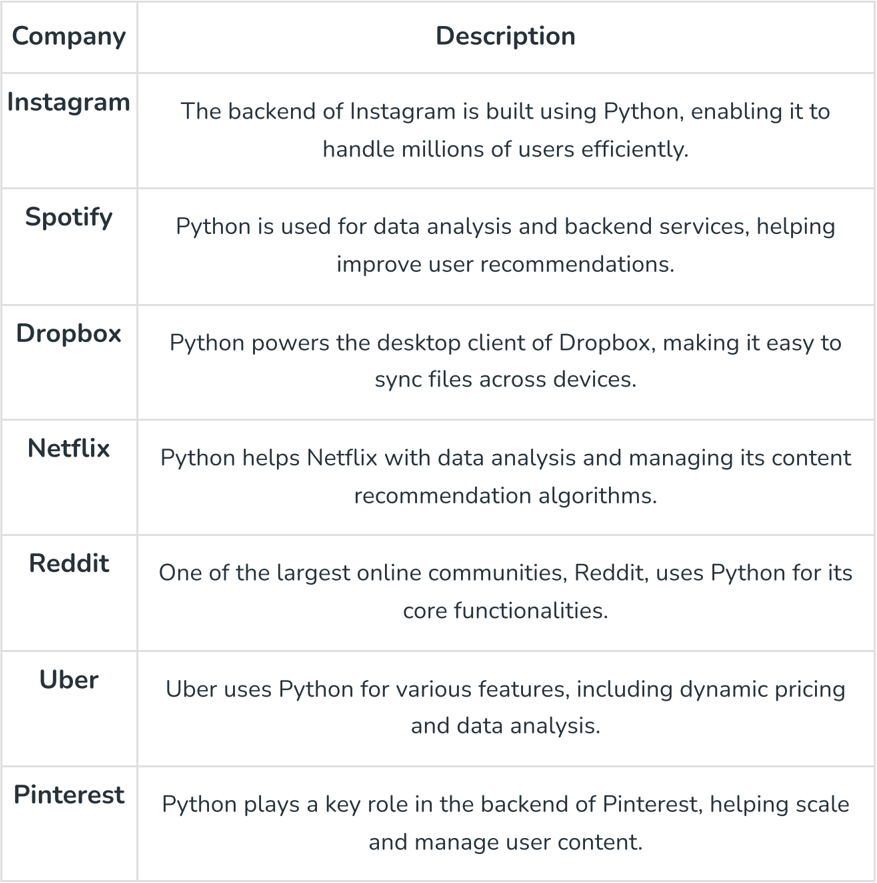 Company
Description
Instagram
The backend of Instagram is built using Python, enabling it to
handle millions of users efficiently.
Spotify
Python is used for data analysis and backend services, helping
improve user recommendations.
Dropbox
Python powers the desktop client of Dropbox, making it easy to
sync files across devices.
Netflix
Python helps Netflix with data analysis and managing its content
recommendation algorithms.
Reddit
One of the largest online communities, Reddit, uses Python for its
core functionalities.
Uber
Uber uses Python for various features, including dynamic pricing
and data analysis.
Pinterest
Python plays a key role in the backend of Pinterest, helping scale
and manage user content.